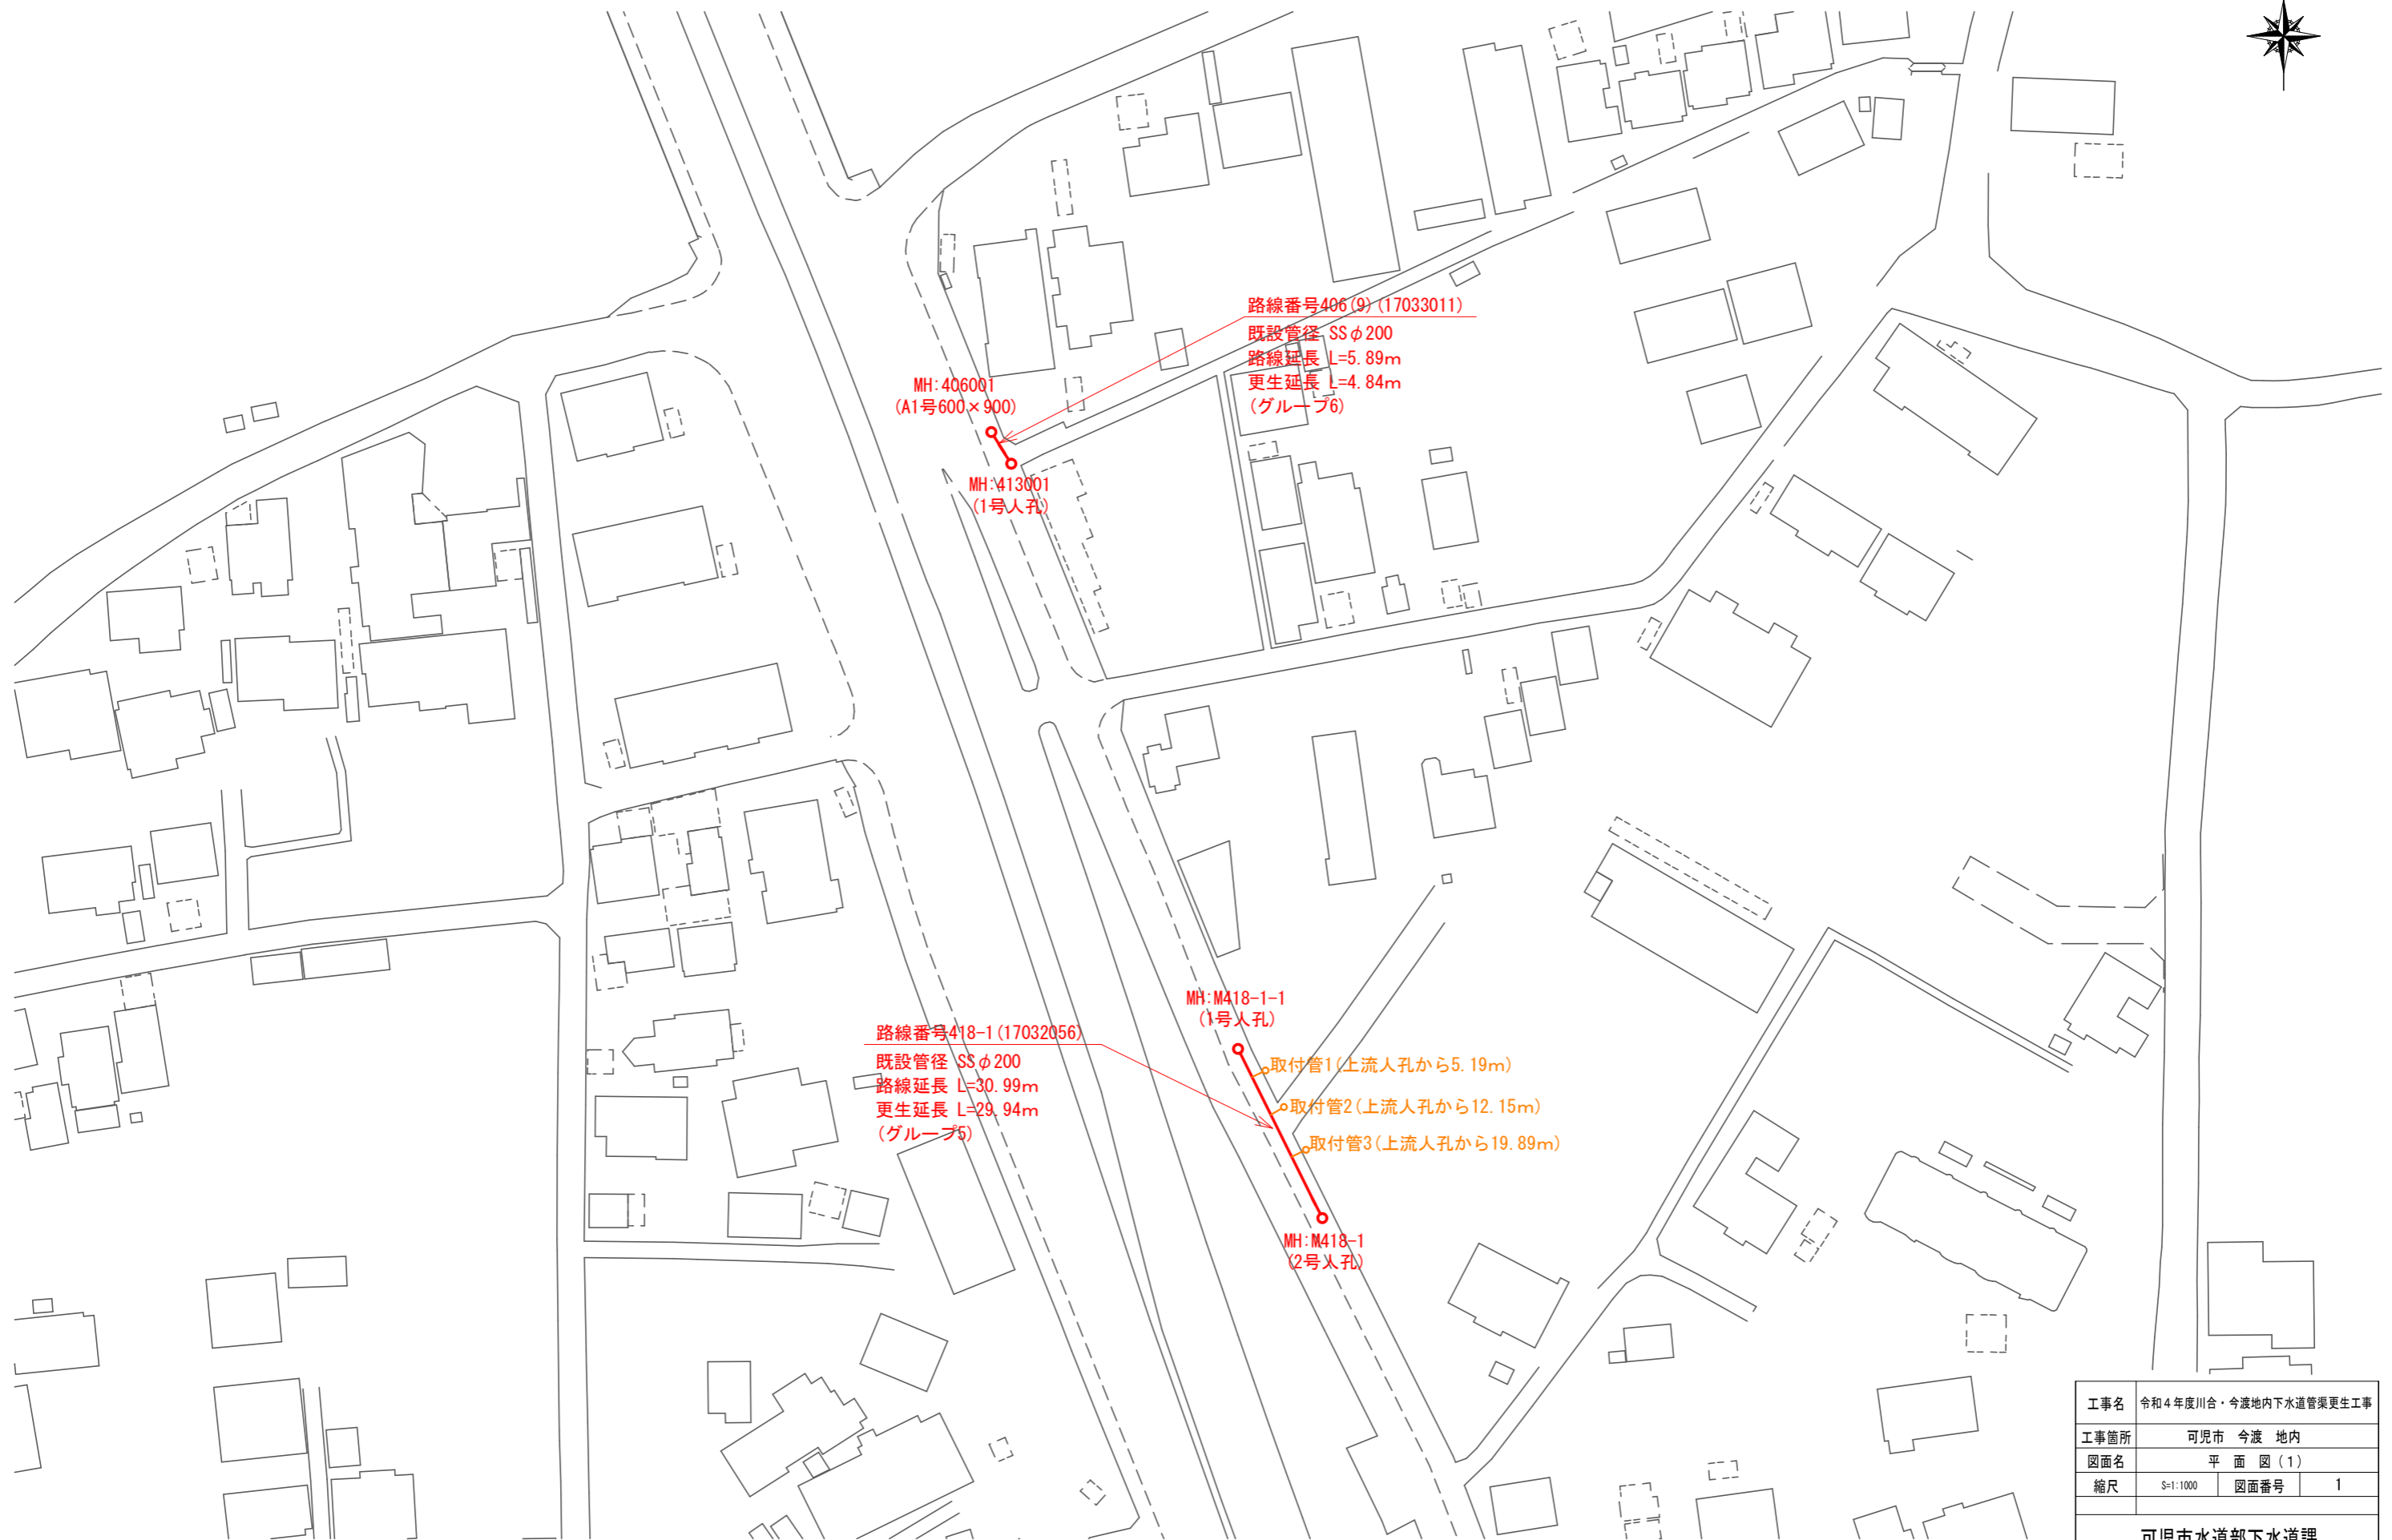 路線番号406(9)(17033011)
既設管径 SSφ200
路線延長 L=5.89m
更生延長 L=4.84m
(グループ6)
MH:406001
(A1号600×900)
MH:413001
(1号人孔)
MH:M418-1-1
(1号人孔)
路線番号418-1(17032056)
既設管径 SSφ200
路線延長 L=30.99m
更生延長 L=29.94m
(グループ5)
取付管1(上流人孔から5.19m)
取付管2(上流人孔から12.15m)
取付管3(上流人孔から19.89m)
MH:M418-1
(2号人孔)
工事名 令和4年度川合・今渡地内下水道管渠更生工事
工事箇所 可児市 今渡 地内
図面名 平 面 図(1)
縮尺 S=1:1000 図面番号 1
可児市水道部下水道課